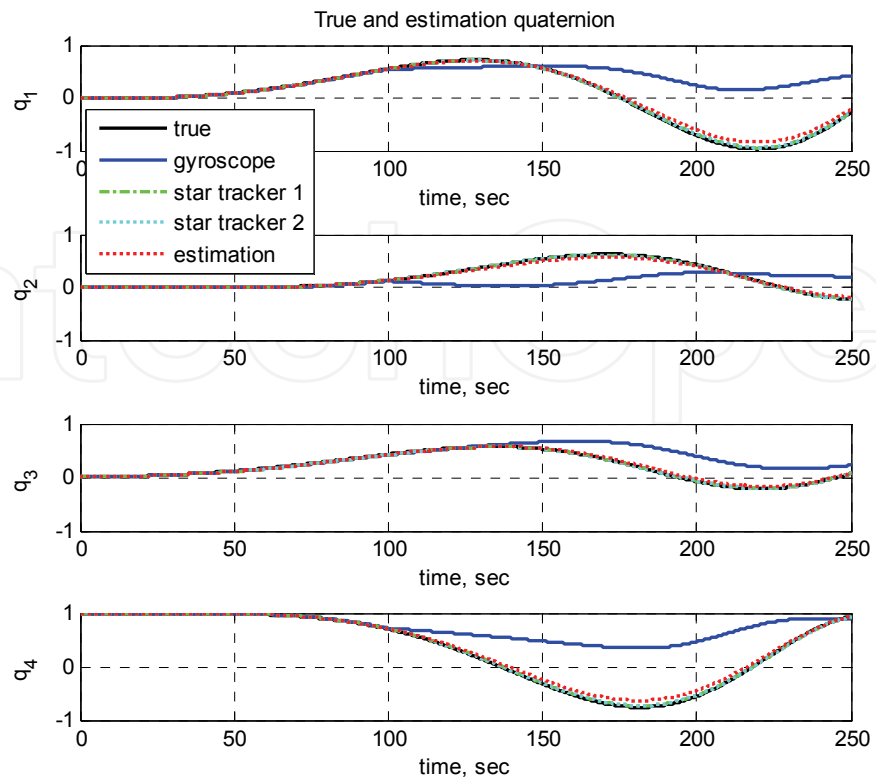 True and estimation quaternion
1
0
-1
q1
0 50 100 150 200 250
time, sec
true
gyroscope
star tracker 1
star tracker 2
estimation
1
0
-1
q2
0 50 100 150 200 250
time, sec
1
0
-1
q3
0 50 100 150 200 250
time, sec
1
0
-1
q4
0 50 100 150 200 250
time, sec